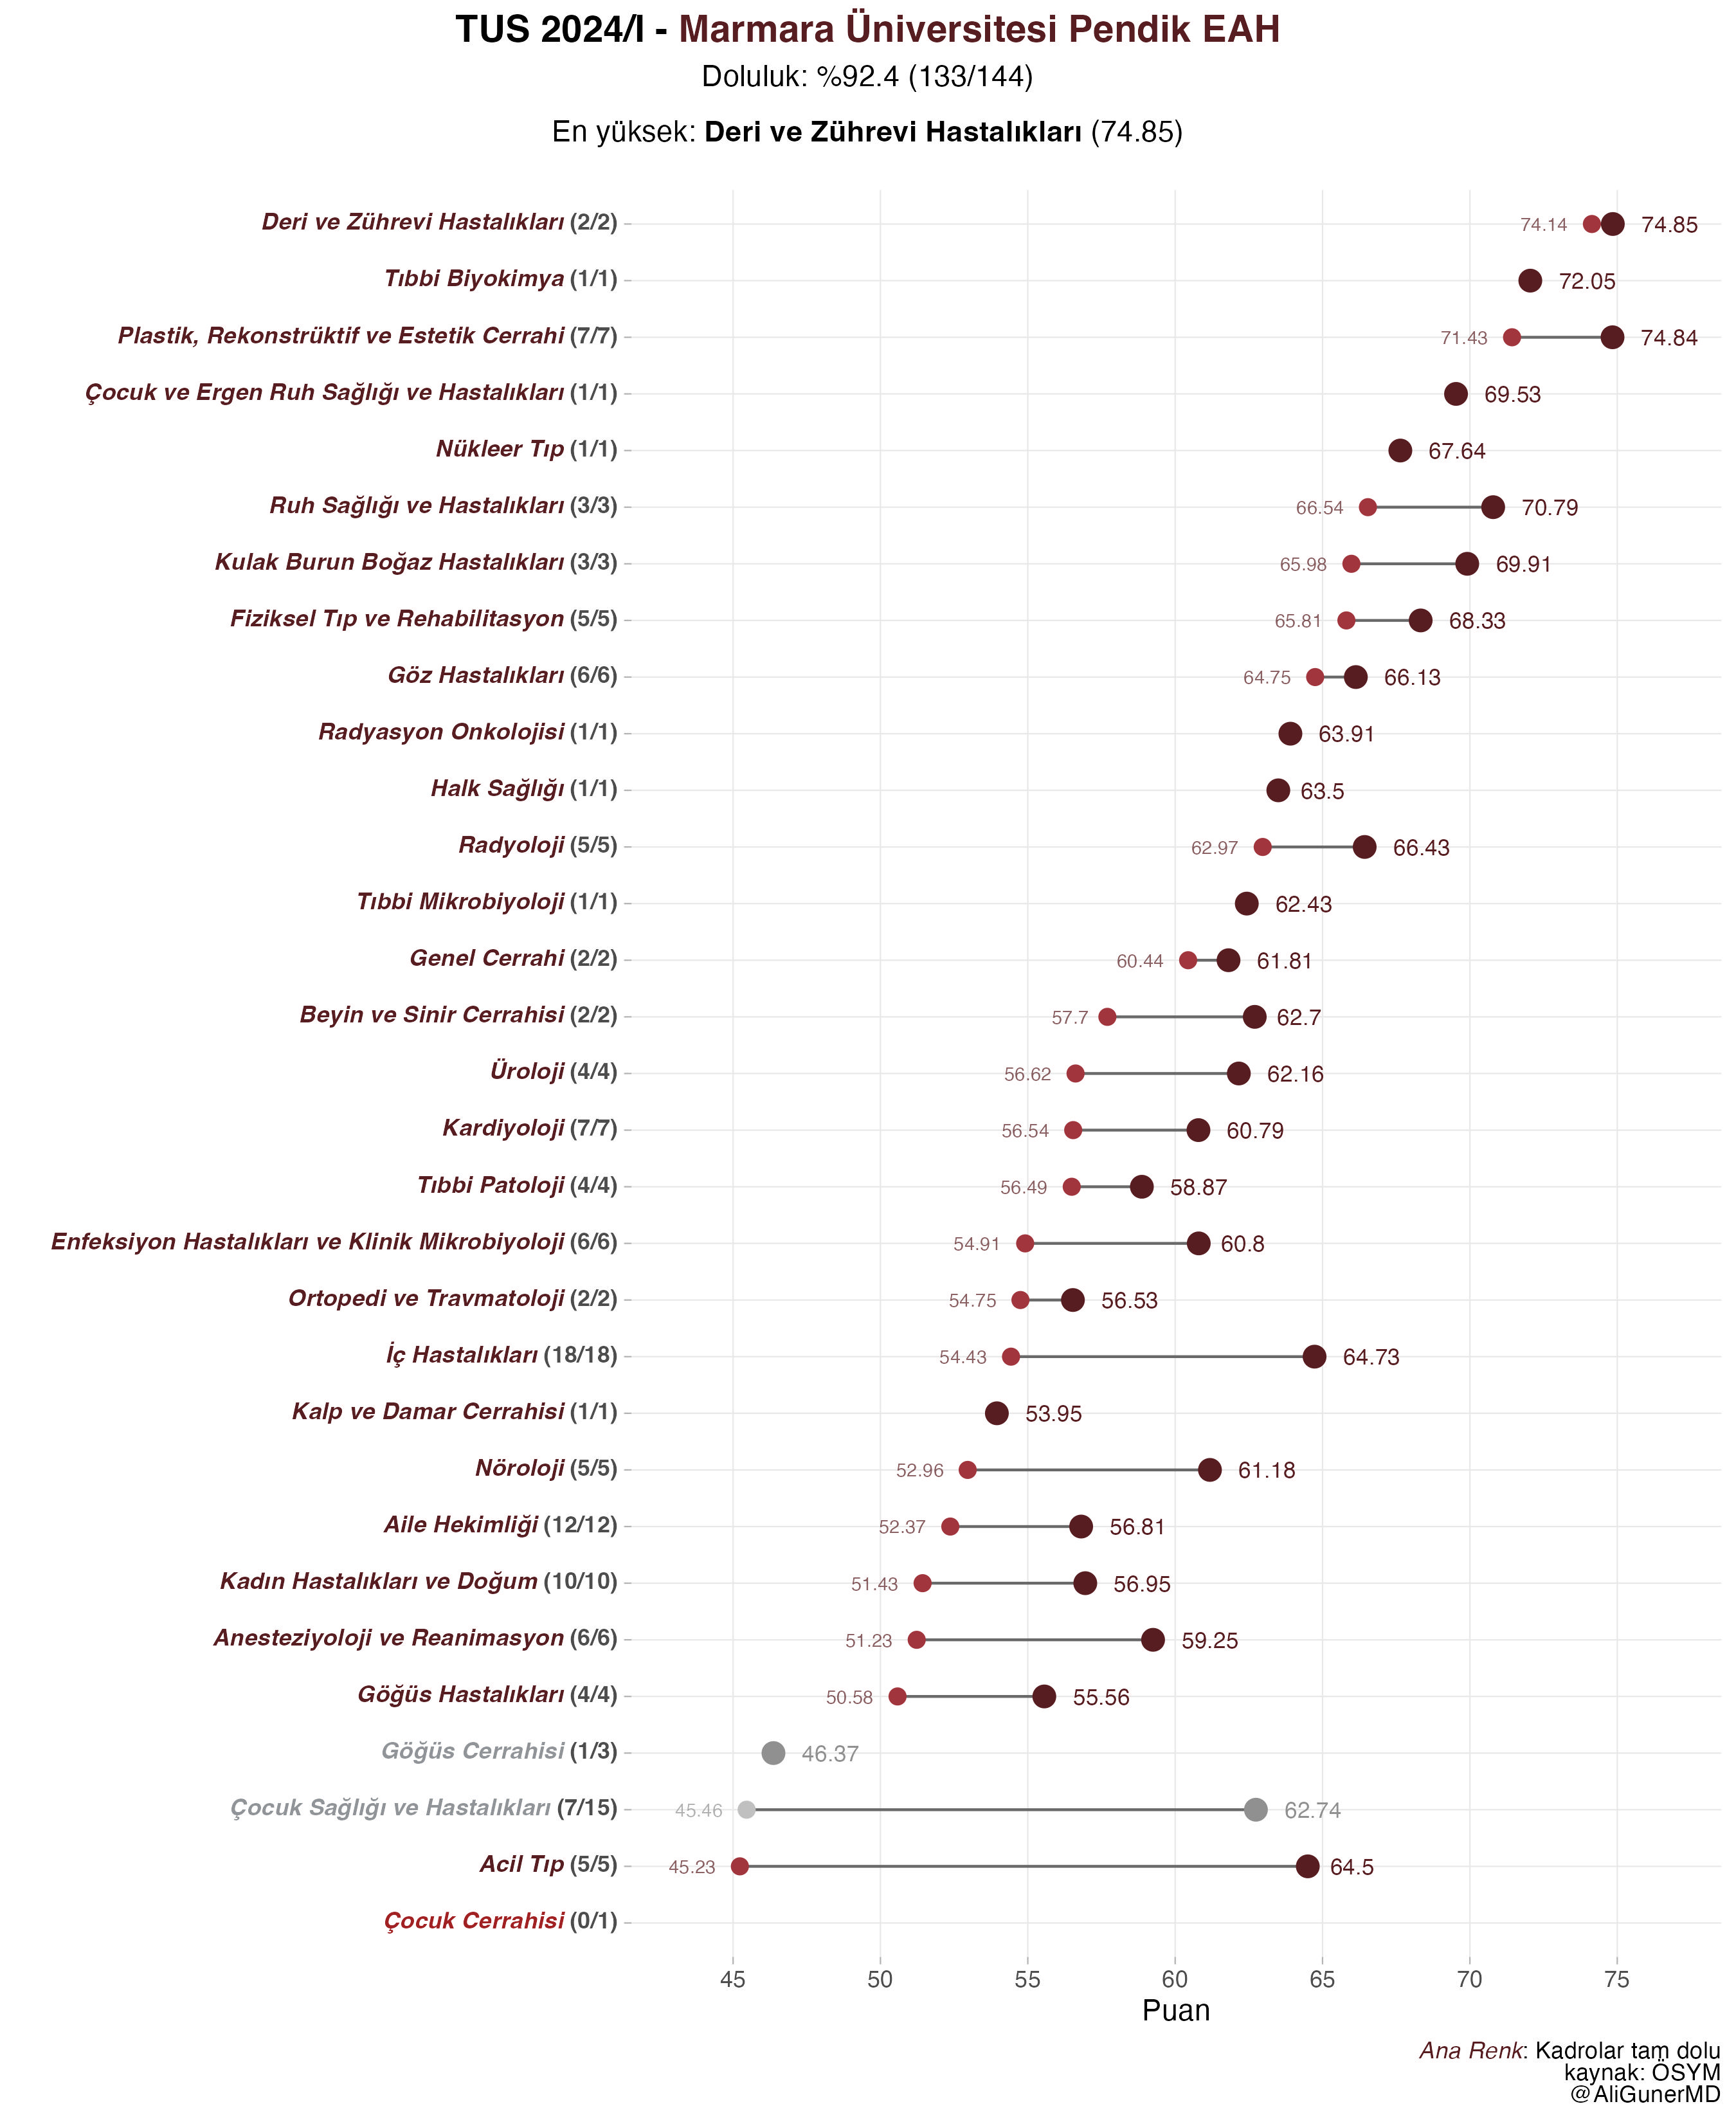 TUS 2024/I - Marmara Üniversitesi Pendik EAH
Doluluk: %92.4 (133/144)
En yüksek: Deri ve Zührevi Hastalıkları (74.85)
Deri ve Zührevi Hastalıkları (2/2) 74.14 74.85
Tıbbi Biyokimya (1/1) 72.05
Plastik, Rekonstrüktif ve Estetik Cerrahi (7/7) 71.43 74.84
Çocuk ve Ergen Ruh Sağlığı ve Hastalıkları (1/1) 69.53
Nükleer Tıp (1/1) 67.64
Ruh Sağlığı ve Hastalıkları (3/3) 66.54 70.79
Kulak Burun Boğaz Hastalıkları (3/3) 65.98 69.91
Fiziksel Tıp ve Rehabilitasyon (5/5) 65.81 68.33
Göz Hastalıkları (6/6) 64.75 66.13
Radyasyon Onkolojisi (1/1) 63.91
Halk Sağlığı (1/1) 63.5
Radyoloji (5/5) 62.97 66.43
Tıbbi Mikrobiyoloji (1/1) 62.43
Genel Cerrahi (2/2) 60.44 61.81
Beyin ve Sinir Cerrahisi (2/2) 57.7 62.7
Üroloji (4/4) 56.62 62.16
Kardiyoloji (7/7) 56.54 60.79
Tıbbi Patoloji (4/4) 56.49 58.87
Enfeksiyon Hastalıkları ve Klinik Mikrobiyoloji (6/6) 54.91 60.8
Ortopedi ve Travmatoloji (2/2) 54.75 56.53
İç Hastalıkları (18/18) 54.43 64.73
Kalp ve Damar Cerrahisi (1/1) 53.95
Nöroloji (5/5) 52.96 61.18
Aile Hekimliği (12/12) 52.37 56.81
Kadın Hastalıkları ve Doğum (10/10) 51.43 56.95
Anesteziyoloji ve Reanimasyon (6/6) 51.23 59.25
Göğüs Hastalıkları (4/4) 50.58 55.56
Göğüs Cerrahisi (1/3) 46.37
Çocuk Sağlığı ve Hastalıkları (7/15) 45.46 62.74
Acil Tıp (5/5) 45.23 64.5
Çocuk Cerrahisi (0/1)
45 50 55 60 65 70 75
Puan
Ana Renk: Kadrolar tam dolu
kaynak: ÖSYM
@AliGunerMD